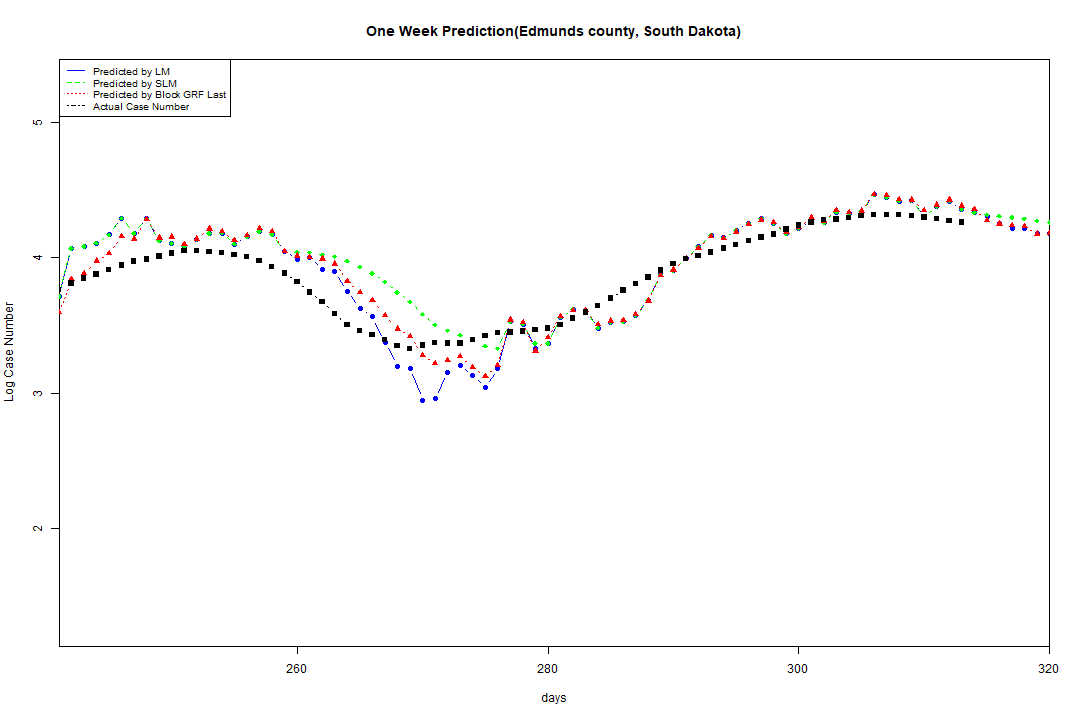 One Week Prediction(Edmunds county, South Dakota)
Predicted by LM
Predicted by SLM
Predicted by Block GRF Last
Actual Case Number
5
4
3
2
Log Case Number
260
280
300
320
days